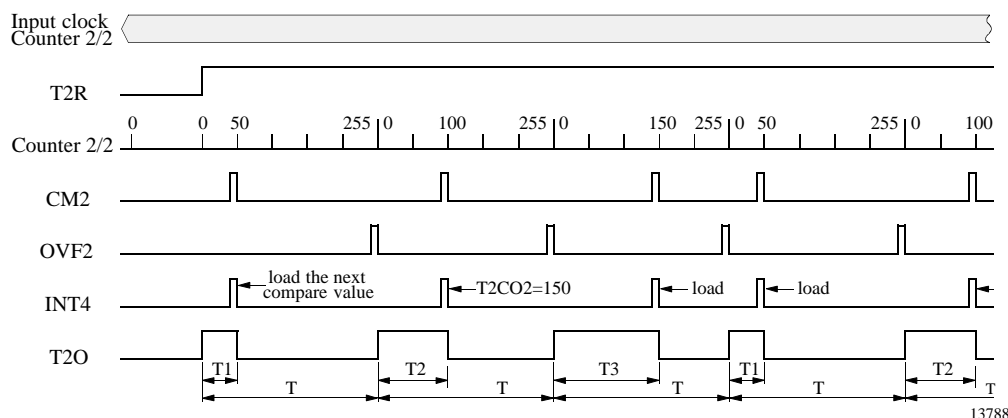 Input clock
Counter 2/2
T2R
0 0 50 255 0 100 255 0 150 255 0 50 255 0 100
Counter 2/2
CM2
OVF2
load the next
compare value
T2CO2=150
load
load
INT4
T2O
T1 T2 T3 T1 T2
T T T T T
13788